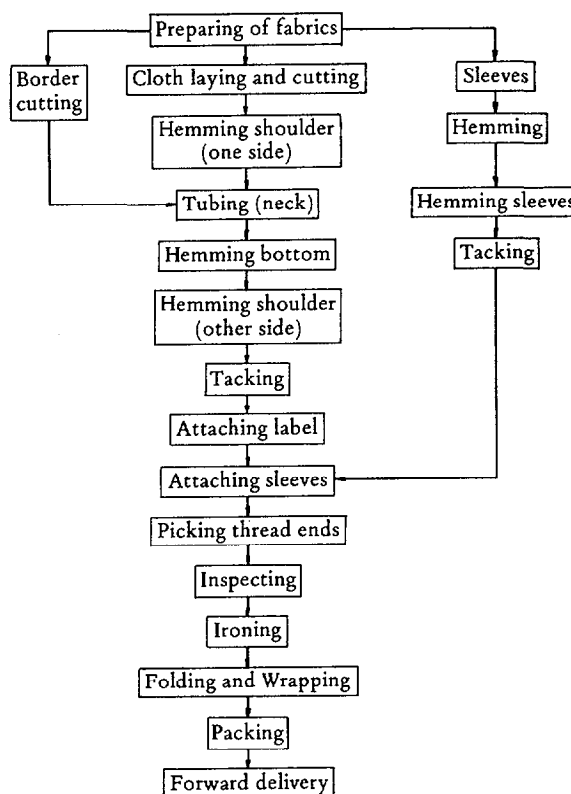 Preparing of fabrics
Border
cutting
Cloth laying and cutting
Sleeves
Hemming shoulder
(one side)
Hemming
Tubing (neck)
Hemming sleeves
Hemming bottom
Tacking
Hemming shoulder
(other side)
Tacking
Attaching label
Attaching sleeves
Picking thread ends
Inspecting
Ironing
Folding and Wrapping
Packing
Forward delivery